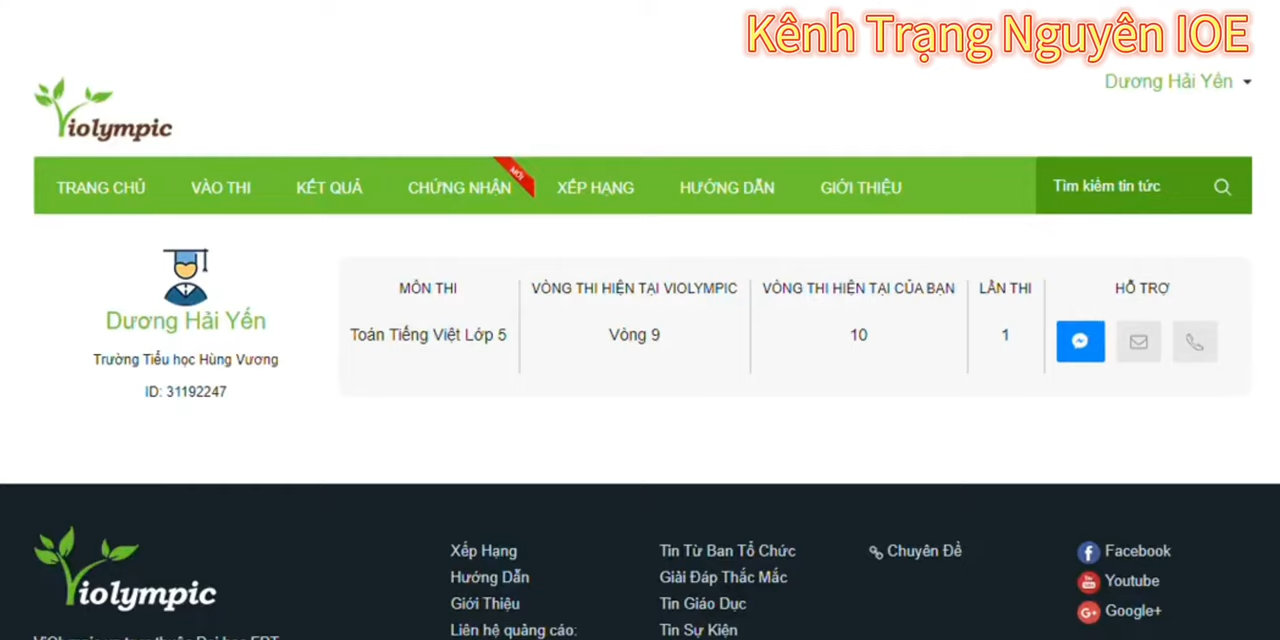 Kênh Trạng Nguyên IOE
Dương Hải Yến
Violympic
TRANG CHỦ VÀO THI KẾT QUẢ CHỨNG NHẬN MỚI XẾP HẠNG HƯỚNG DẪN GIỚI THIỆU Tìm kiếm tin tức
Dương Hải Yến
Trường Tiểu học Hùng Vương
ID: 31192247
MÔN THI VÒNG THI HIỆN TẠI VIOLYMPIC VÒNG THI HIỆN TẠI CỦA BẠN LẦN THI HỖ TRỢ
Toán Tiếng Việt Lớp 5 Vòng 9 10 1
Violympic
Xếp Hạng Tin Từ Ban Tổ Chức Chuyên Đề Facebook
Hướng Dẫn Giải Đáp Thắc Mắc Youtube
Giới Thiệu Tin Giáo Dục Google+
Liên hệ quảng cáo: Tin Sự Kiện